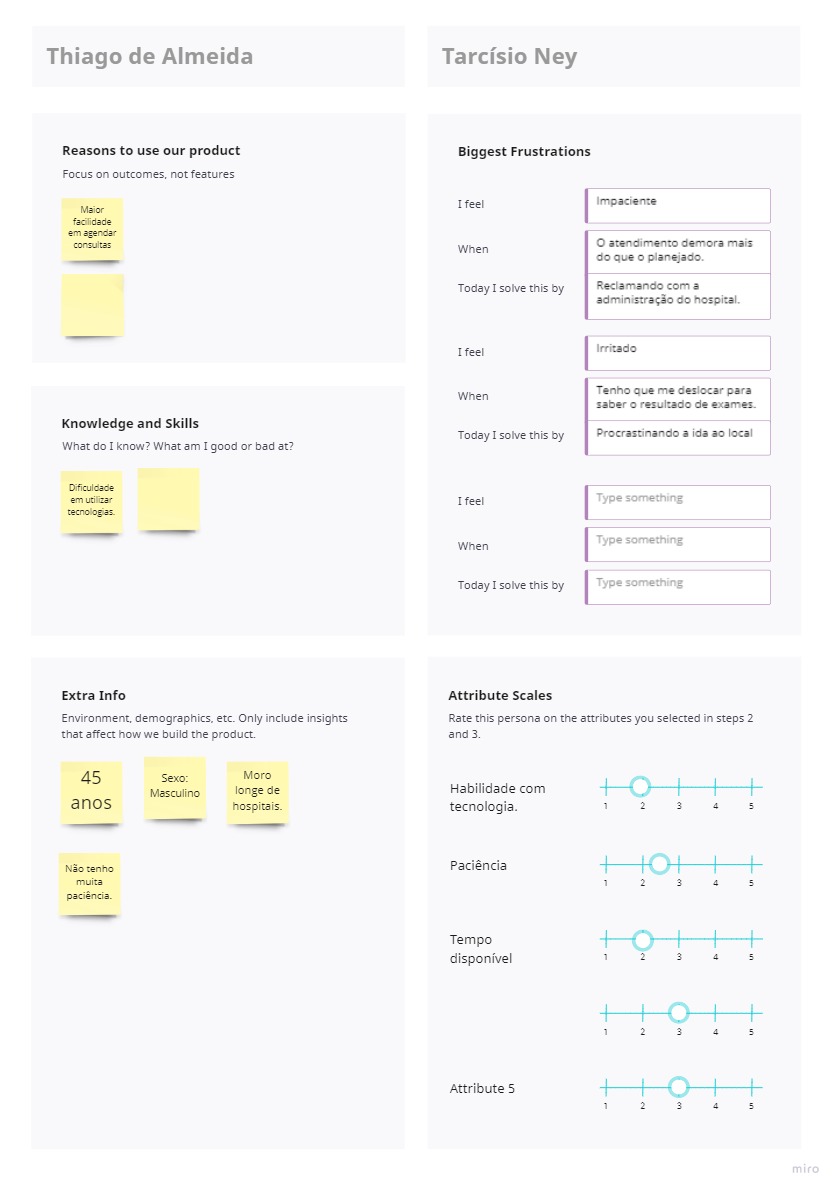 Thiago de Almeida
Tarcísio Ney
Reasons to use our product
Focus on outcomes, not features
Maior
facilidade
em agendar
consultas
Knowledge and Skills
What do I know? What am I good or bad at?
Dificuldade
em utilizar
tecnologias.
Extra Info
Environment, demographics, etc. Only include insights
that affect how we build the product.
45
anos
Sexo:
Masculino
Moro
longe de
hospitais.
Não tenho
muita
paciência.
Biggest Frustrations
I feel
Impaciente
When
O atendimento demora mais
do que o planejado.
Today I solve this by
Reclamando com a
administração do hospital.
I feel
Irritado
When
Tenho que me deslocar para
saber o resultado de exames.
Today I solve this by
Procrastinando a ida ao local
I feel
Type something
When
Type something
Today I solve this by
Type something
Attribute Scales
Rate this persona on the attributes you selected in steps 2
and 3.
Habilidade com
tecnologia.
1 2 3 4 5
Paciência
1 2 3 4 5
Tempo
disponível
1 2 3 4 5
1 2 3 4 5
Attribute 5
1 2 3 4 5
miro